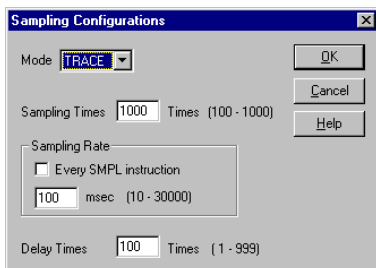 Sampling Configurations
Mode TRACE OK
Cancel
Sampling Times 1000 Times (100 - 1000)
Help
Sampling Rate
Every SMPL instruction
100 msec (10 - 30000)
Delay Times 100 Times ( 1 - 999)